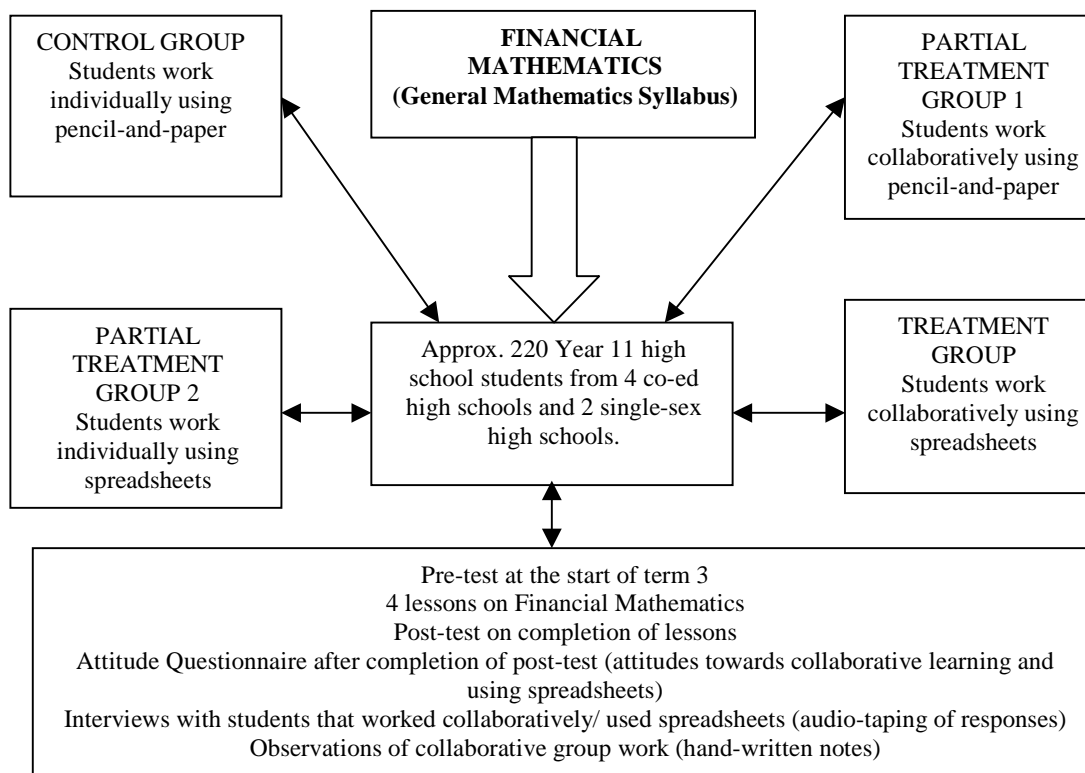 CONTROL GROUP
Students work
individually using
pencil-and-paper
FINANCIAL
MATHEMATICS
(General Mathematics Syllabus)
PARTIAL
TREATMENT
GROUP 1
Students work
collaboratively using
pencil-and-paper
PARTIAL
TREATMENT
GROUP 2
Students work
individually using
spreadsheets
Approx. 220 Year 11 high
school students from 4 co-ed
high schools and 2 single-sex
high schools.
TREATMENT
GROUP
Students work
collaboratively using
spreadsheets
Pre-test at the start of term 3
4 lessons on Financial Mathematics
Post-test on completion of lessons
Attitude Questionnaire after completion of post-test (attitudes towards collaborative learning and
using spreadsheets)
Interviews with students that worked collaboratively/ used spreadsheets (audio-taping of responses)
Observations of collaborative group work (hand-written notes)